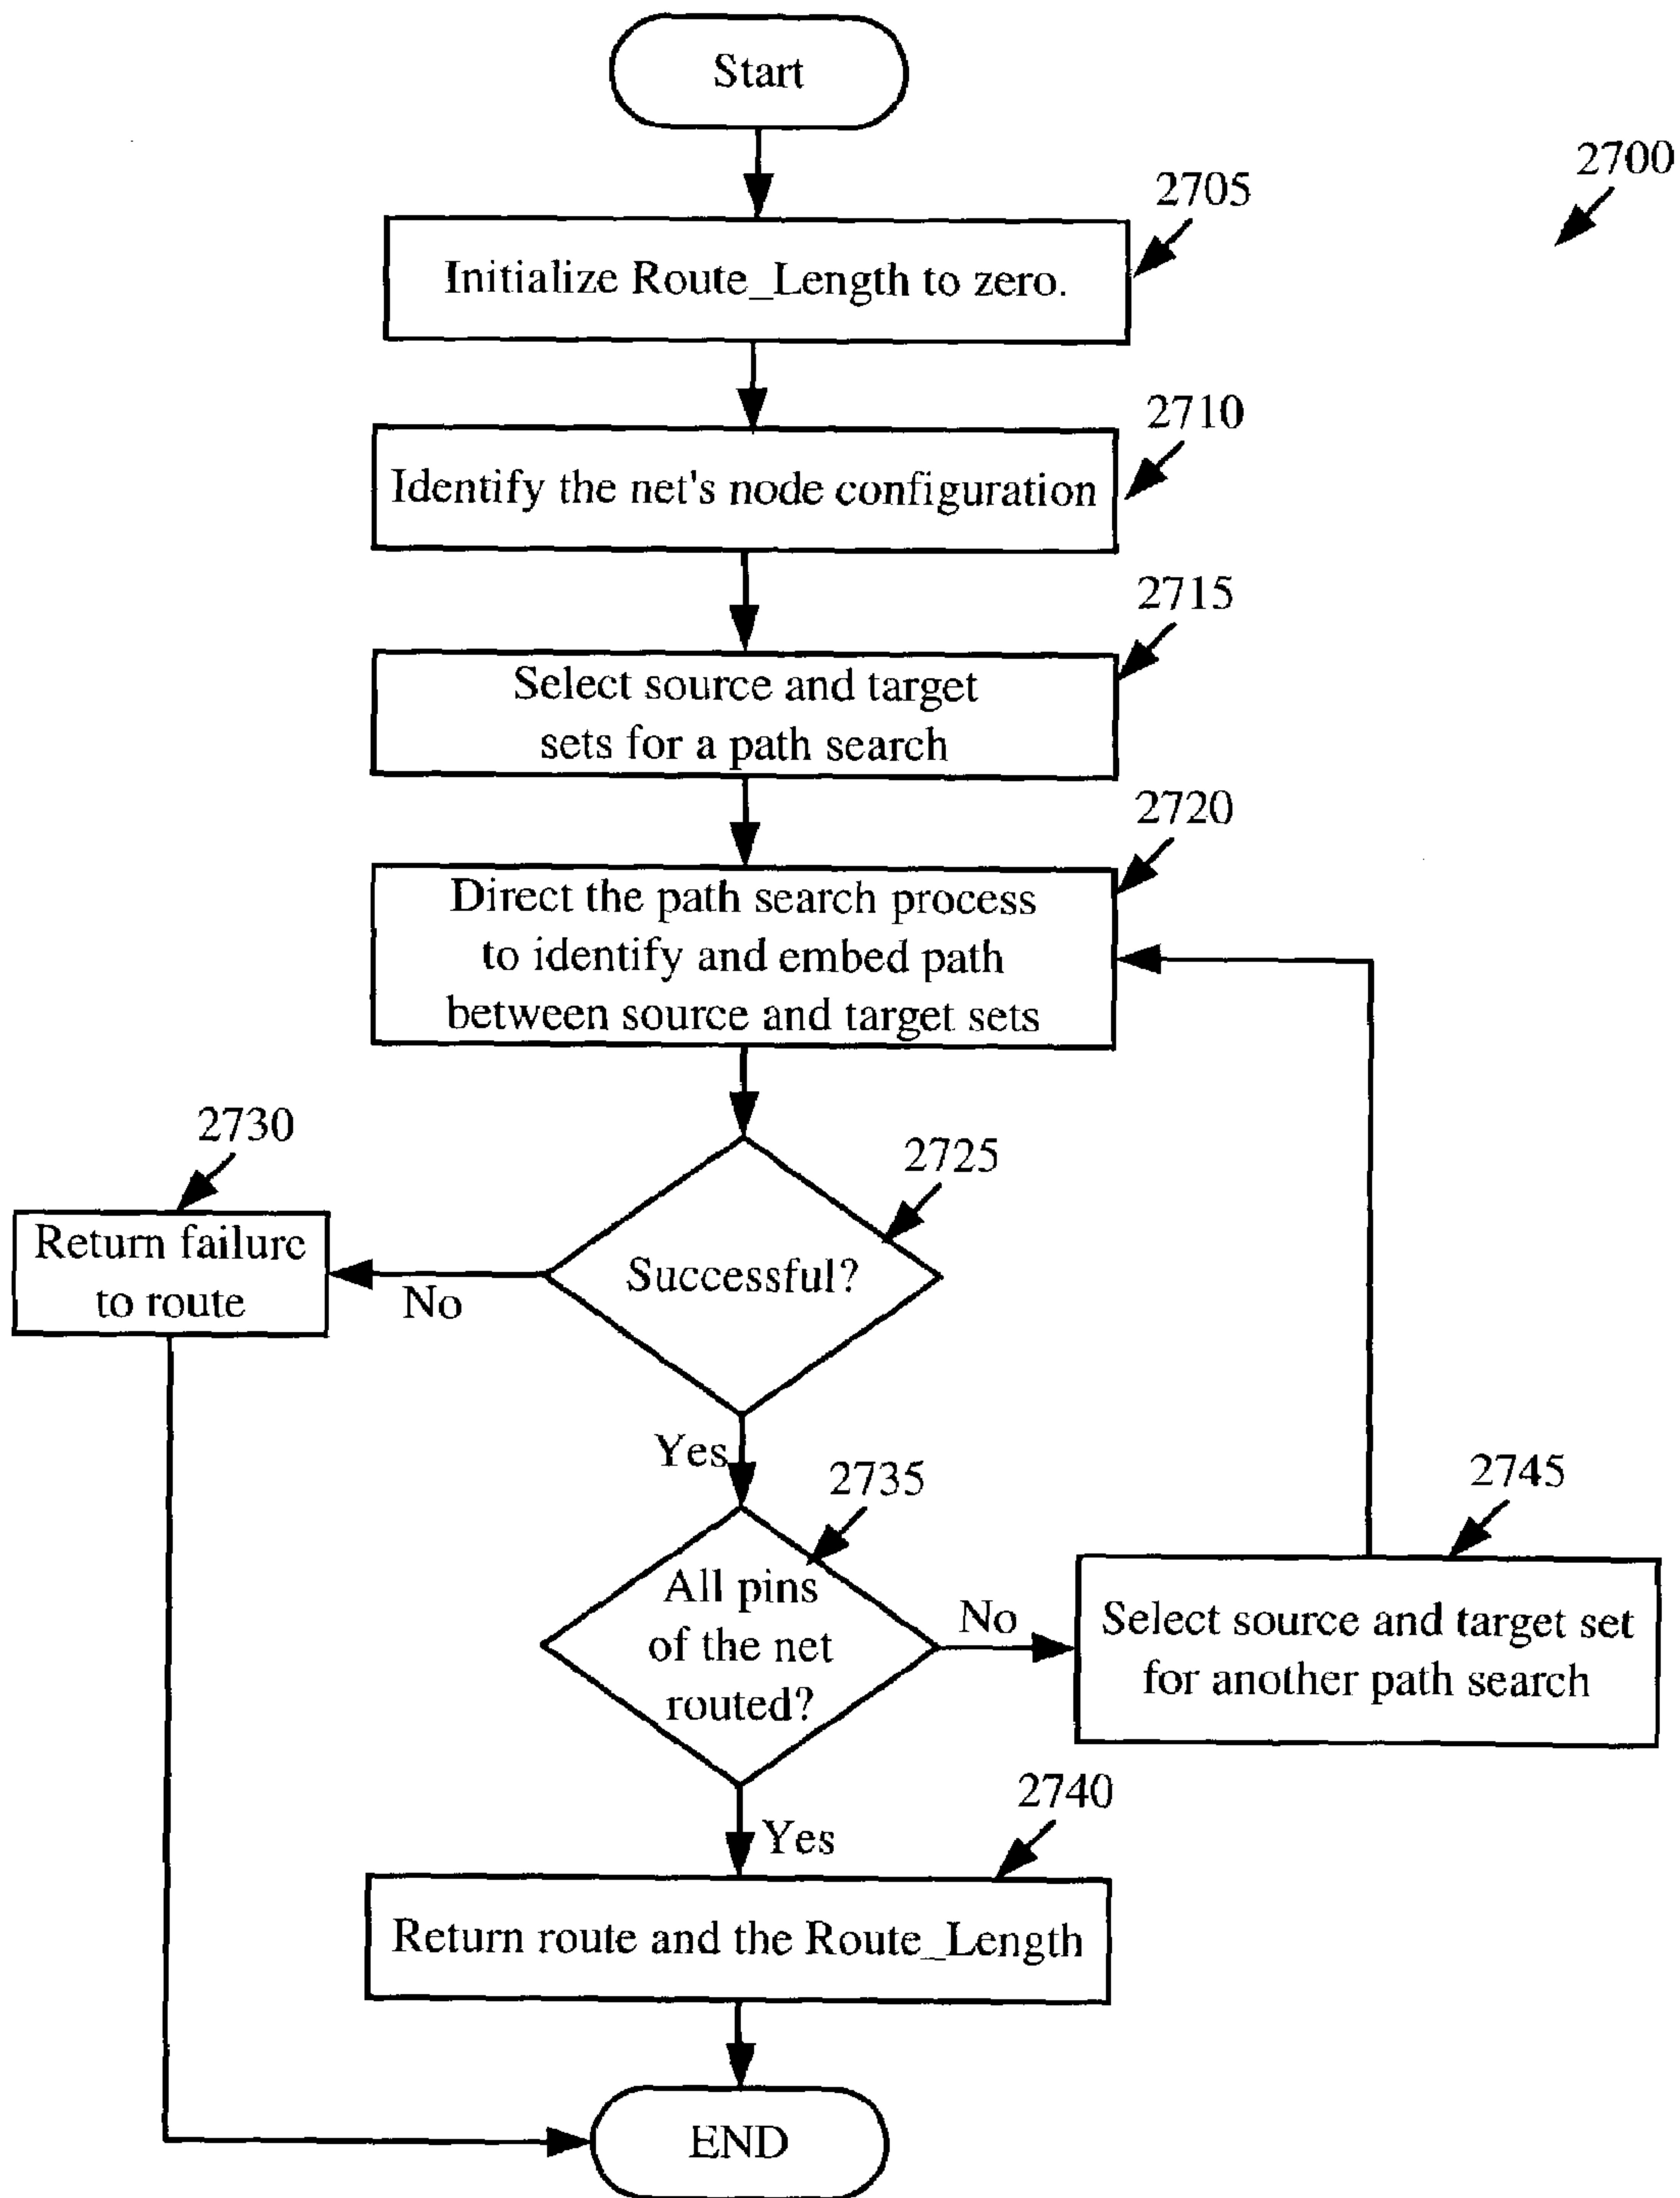 Start
2700
2705
Initialize Route_Length to zero.
2710
Identify the net's node configuration
2715
Select source and target
sets for a path search
2720
Direct the path search process
to identify and embed path
between source and target sets
2730
2725
Return failure
to route
No
Successful?
Yes
2735
2745
All pins
of the net
routed?
No
Select source and target set
for another path search
2740
Yes
Return route and the Route_Length
END